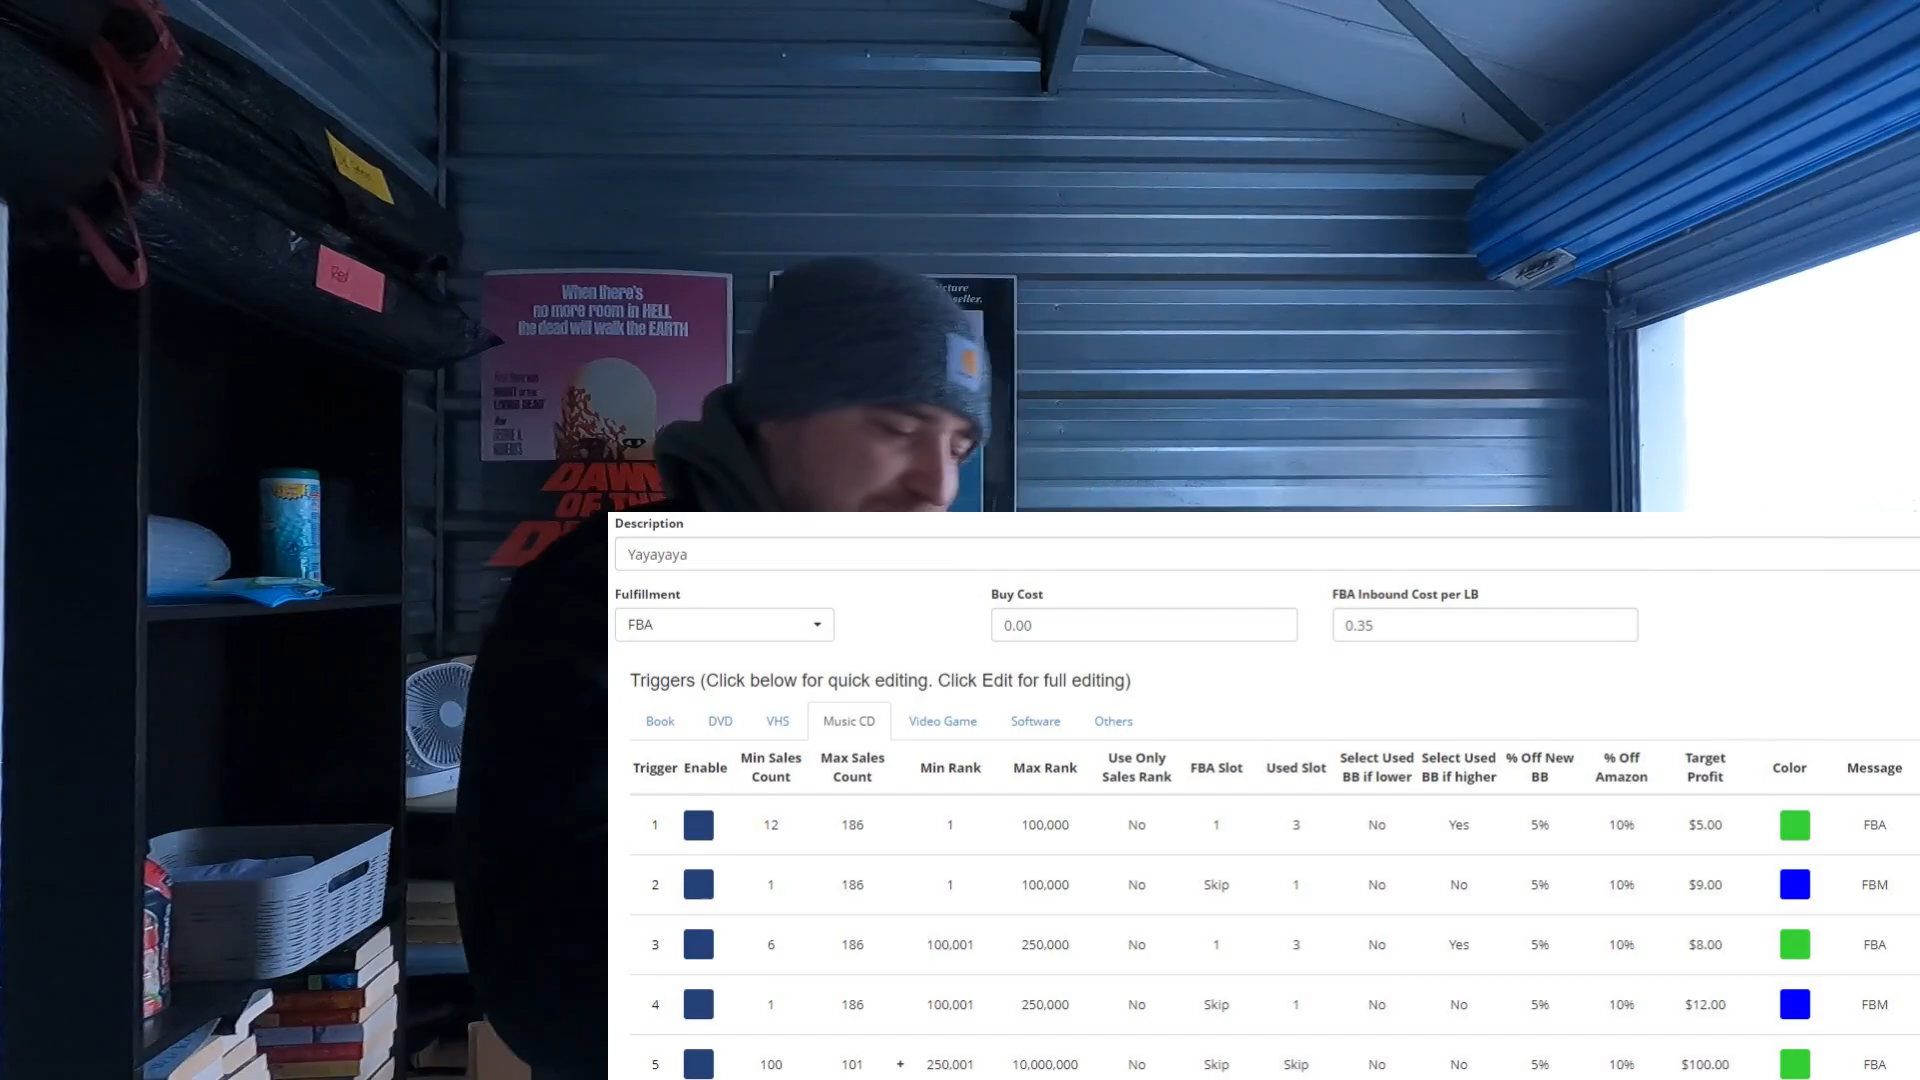 Red
When there's
no more room in HELL
the dead will walk the EARTH
DAWN
OF THE
seller.
Description
Yayayaya
Fulfillment
Buy Cost
FBA Inbound Cost per LB
FBA
0.00
0.35
Triggers (Click below for quick editing. Click Edit for full editing)
Book DVD VHS Music CD Video Game Software Others
Trigger Enable Min Sales Count Max Sales Count Min Rank Max Rank Use Only Sales Rank FBA Slot Used Slot Select Used BB if lower Select Used BB if higher % Off New BB % Off Amazon Target Profit Color Message
1 12 186 1 100,000 No 1 3 No Yes 5% 10% $5.00 FBA
2 1 186 1 100,000 No Skip 1 No No 5% 10% $9.00 FBM
3 6 186 100,001 250,000 No 1 3 No Yes 5% 10% $8.00 FBA
4 1 186 100,001 250,000 No Skip 1 No No 5% 10% $12.00 FBM
5 100 101 + 250,001 10,000,000 No Skip Skip No No 5% 10% $100.00 FBA